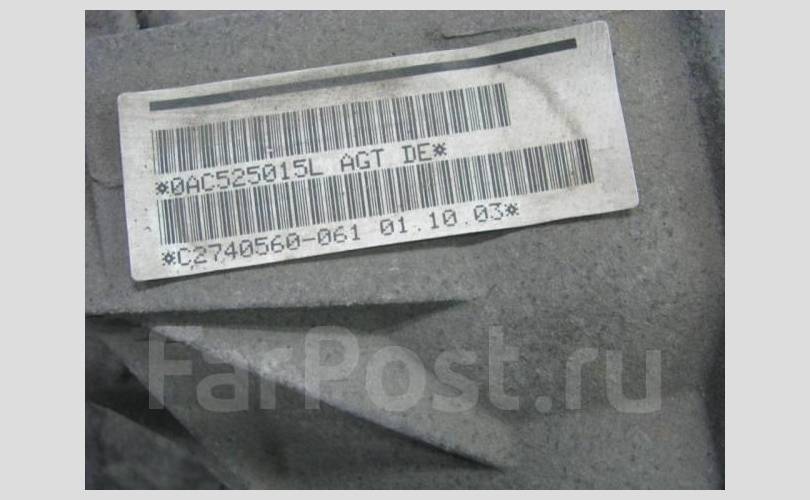 *0AC525015L AGT DE*
*C2740560-061 01.10.03*
FarPost.ru